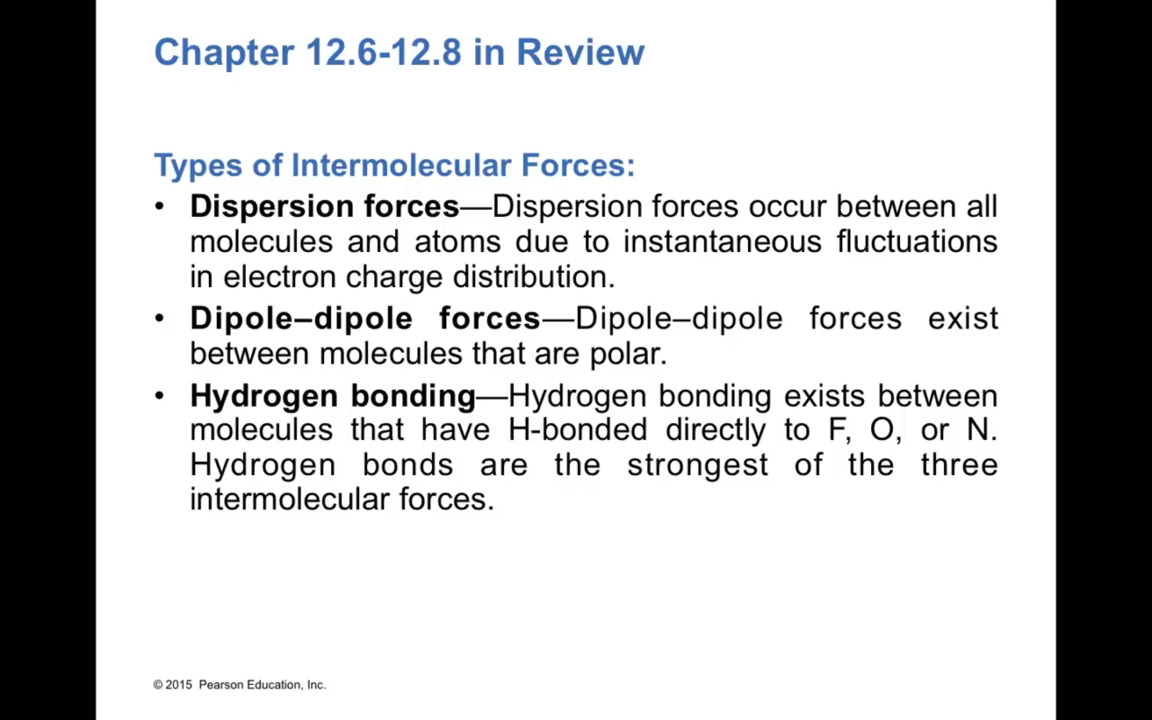 Chapter 12.6-12.8 in Review
Types of Intermolecular Forces:
• Dispersion forces—Dispersion forces occur between all
molecules and atoms due to instantaneous fluctuations
in electron charge distribution.
• Dipole–dipole forces—Dipole–dipole forces exist
between molecules that are polar.
• Hydrogen bonding—Hydrogen bonding exists between
molecules that have H-bonded directly to F, O, or N.
Hydrogen bonds are the strongest of the three
intermolecular forces.
© 2015 Pearson Education, Inc.